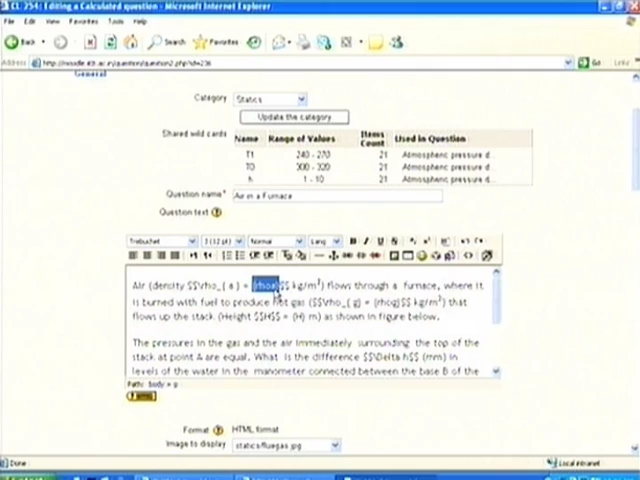 CL 254: Editing a Calculated question - Microsoft Internet Explorer
File Edit View Favorites Tools Help
Back Search Favorites
Address Go Links
General
Category Statics
Update the category
Shared wild cards Name Range of Values Items Count Used in Question
T1 240 - 270 21 Atmospheric pressure d...
T0 300 - 320 21 Atmospheric pressure d...
h 1 - 10 21 Atmospheric pressure d...
Question name* Air in a Furnace
Question text
Trebuchet 3 (12 pt) Normal Lang B I U S
Air (density $$\rho_{ a } = {rhoa}$$ kg/m³) flows through a furnace, where it
is burned with fuel to produce hot gas ($$\rho_{ g} = {rhog}$$ kg/m³) that
flows up the stack (Height $$H$$ = {H} m) as shown in figure below.
The pressures in the gas and the air immediately surrounding the top of the
stack at point A are equal. What is the difference $$\Delta h$$ (mm) in
levels of the water in the manometer connected between the base B of the
Path: body » p
Format HTML format
Image to display statics/fluegas.jpg
Done Local intranet